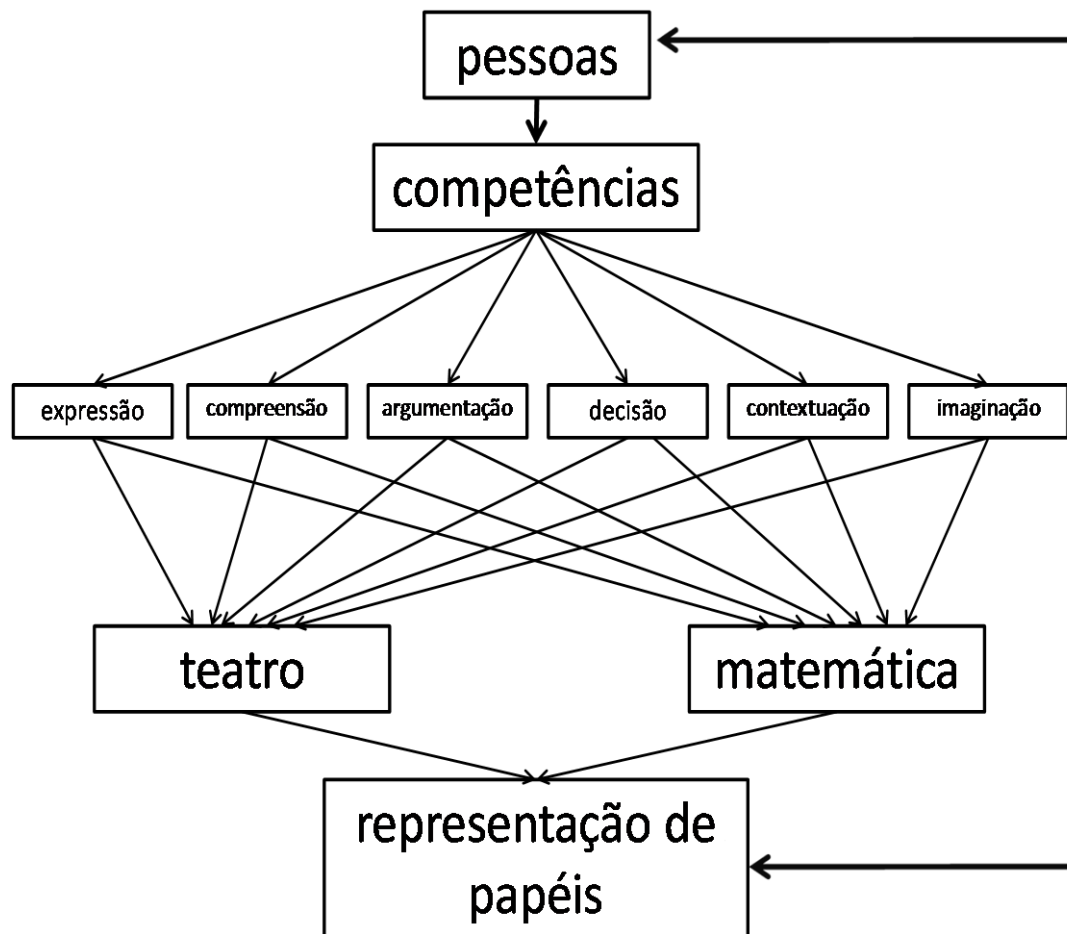 pessoas
competências
expressão
compreensão
argumentação
decisão
contextuação
imaginação
teatro
matemática
representação de
papéis